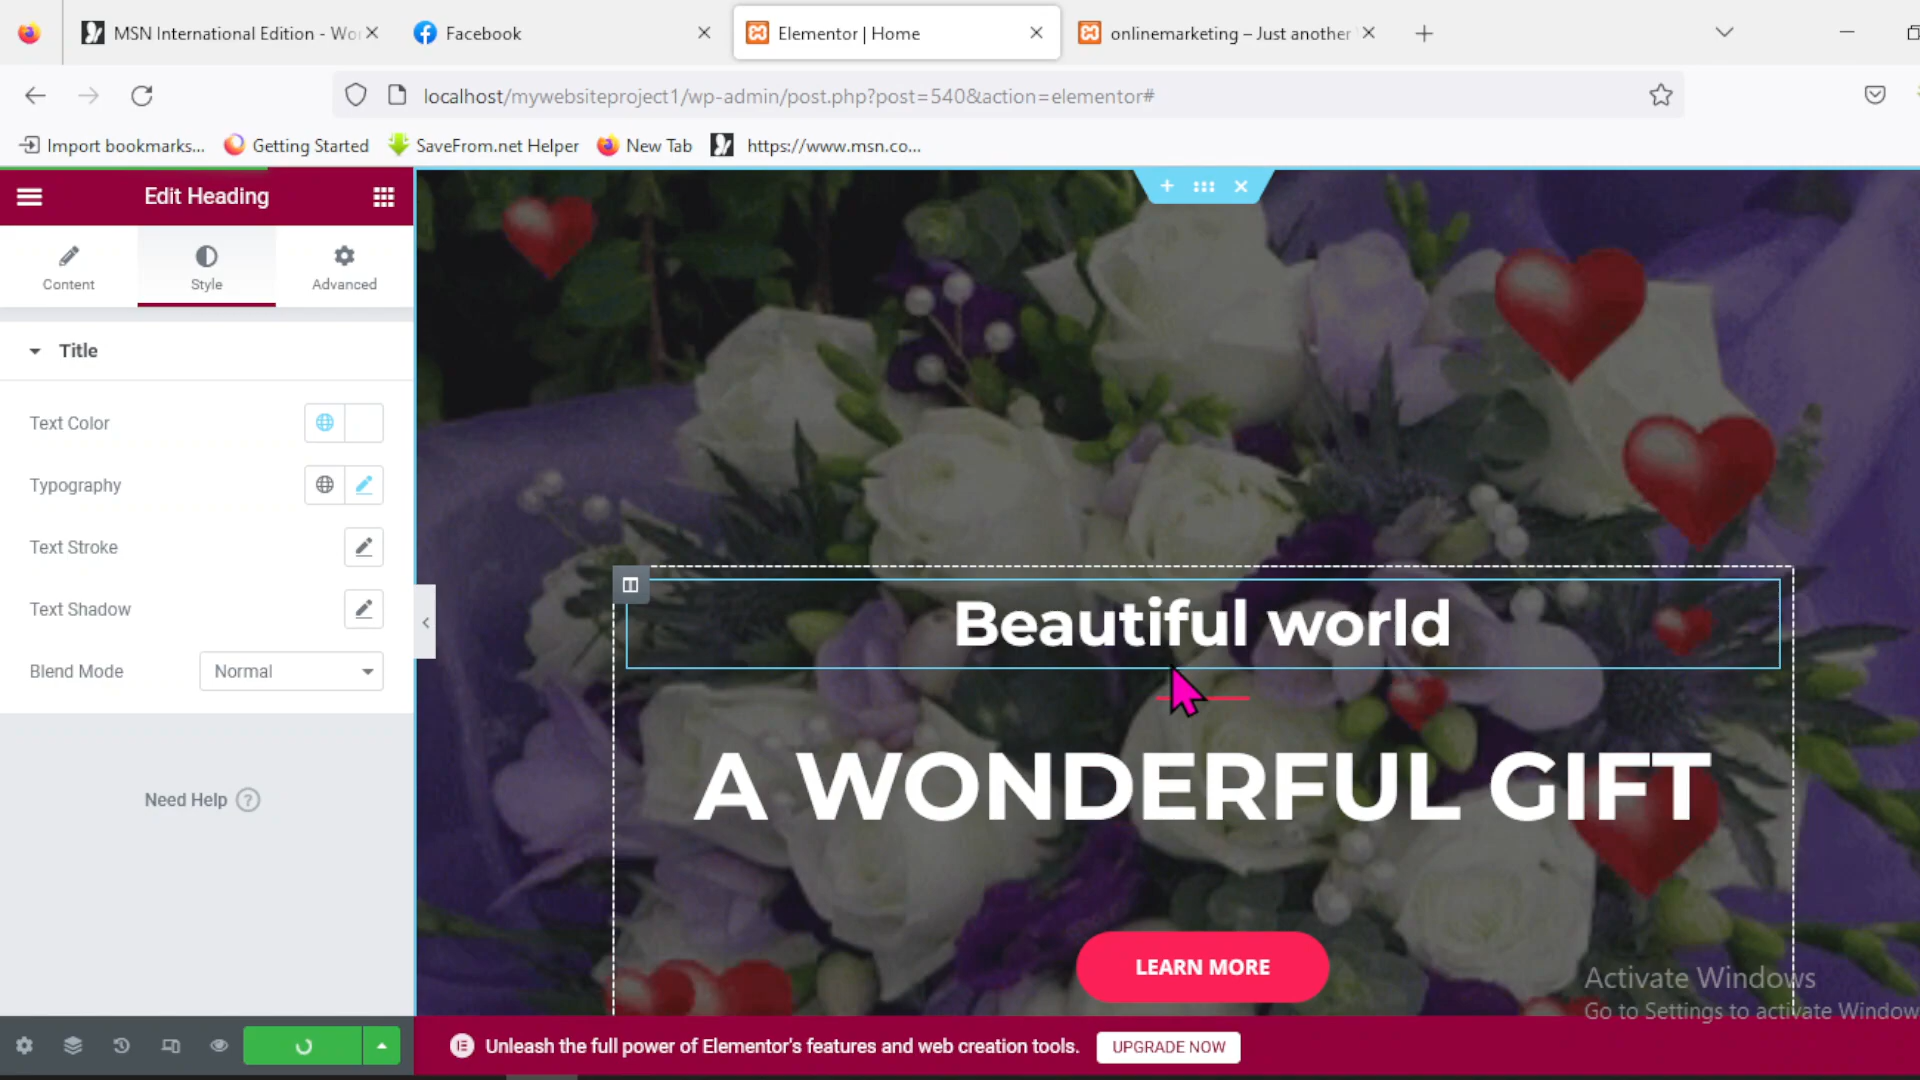 MSN International Edition - Wo
Facebook
Elementor | Home
onlinemarketing – Just another
localhost/mywebsiteproject1/wp-admin/post.php?post=540&action=elementor#
Import bookmarks...
Getting Started
SaveFrom.net Helper
New Tab
https://www.msn.co...
Edit Heading
Content
Style
Advanced
Title
Text Color
Typography
Text Stroke
Text Shadow
Blend Mode
Normal
Need Help ?
Beautiful world
A WONDERFUL GIFT
LEARN MORE
Activate Windows
Go to Settings to activate Window
Unleash the full power of Elementor's features and web creation tools.
UPGRADE NOW